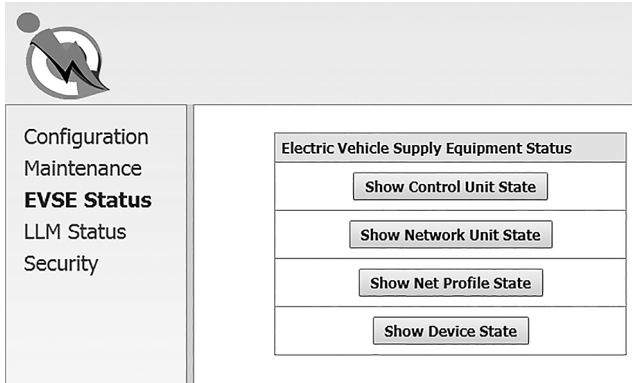 Configuration
Maintenance
EVSE Status
LLM Status
Security
Electric Vehicle Supply Equipment Status
Show Control Unit State
Show Network Unit State
Show Net Profile State
Show Device State